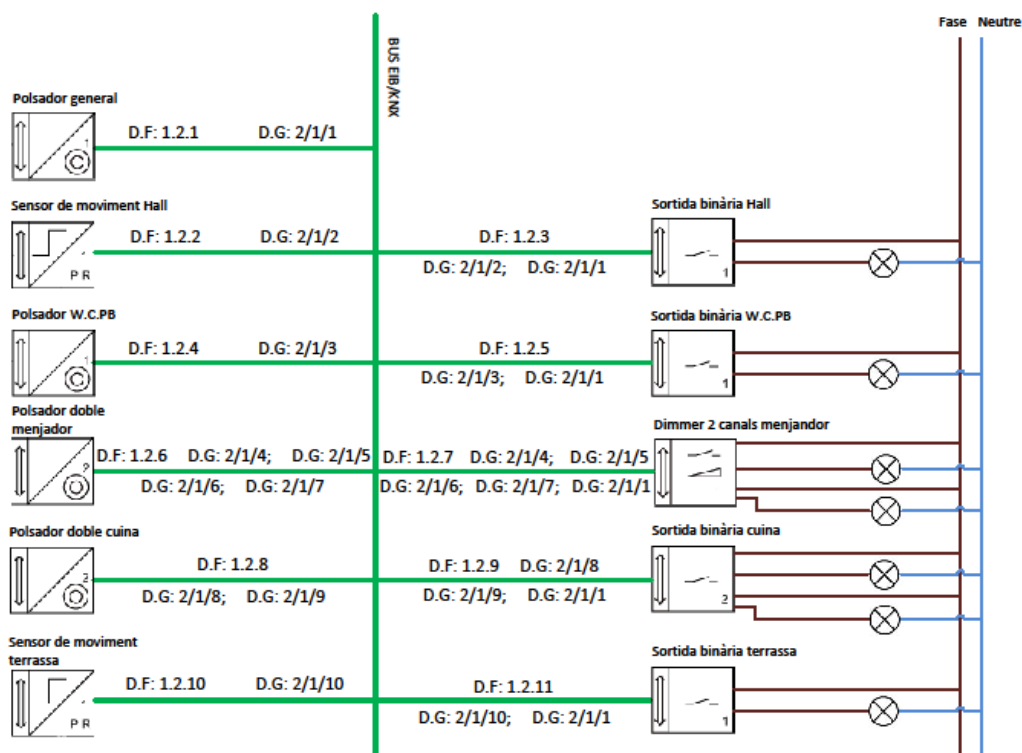 Fase Neutre
BUS EIB/KNX
Polsador general
D.F: 1.2.1 D.G: 2/1/1
1
C
Sensor de moviment Hall
D.F: 1.2.2 D.G: 2/1/2
P R
D.F: 1.2.3
D.G: 2/1/2; D.G: 2/1/1
Sortida binària Hall
1
Polsador W.C.PB
D.F: 1.2.4 D.G: 2/1/3
1
C
D.F: 1.2.5
D.G: 2/1/3; D.G: 2/1/1
Sortida binària W.C.PB
1
Polsador doble
menjador
D.F: 1.2.6 D.G: 2/1/4; D.G: 2/1/5
D.G: 2/1/6; D.G: 2/1/7
2
D.F: 1.2.7 D.G: 2/1/4; D.G: 2/1/5
D.G: 2/1/6; D.G: 2/1/7; D.G: 2/1/1
Dimmer 2 canals menjandor
Polsador doble cuina
D.F: 1.2.8
D.G: 2/1/8; D.G: 2/1/9
2
D.F: 1.2.9 D.G: 2/1/8
D.G: 2/1/9; D.G: 2/1/1
Sortida binària cuina
2
Sensor de moviment
terrassa
D.F: 1.2.10 D.G: 2/1/10
P R
D.F: 1.2.11
D.G: 2/1/10; D.G: 2/1/1
Sortida binària terrassa
1